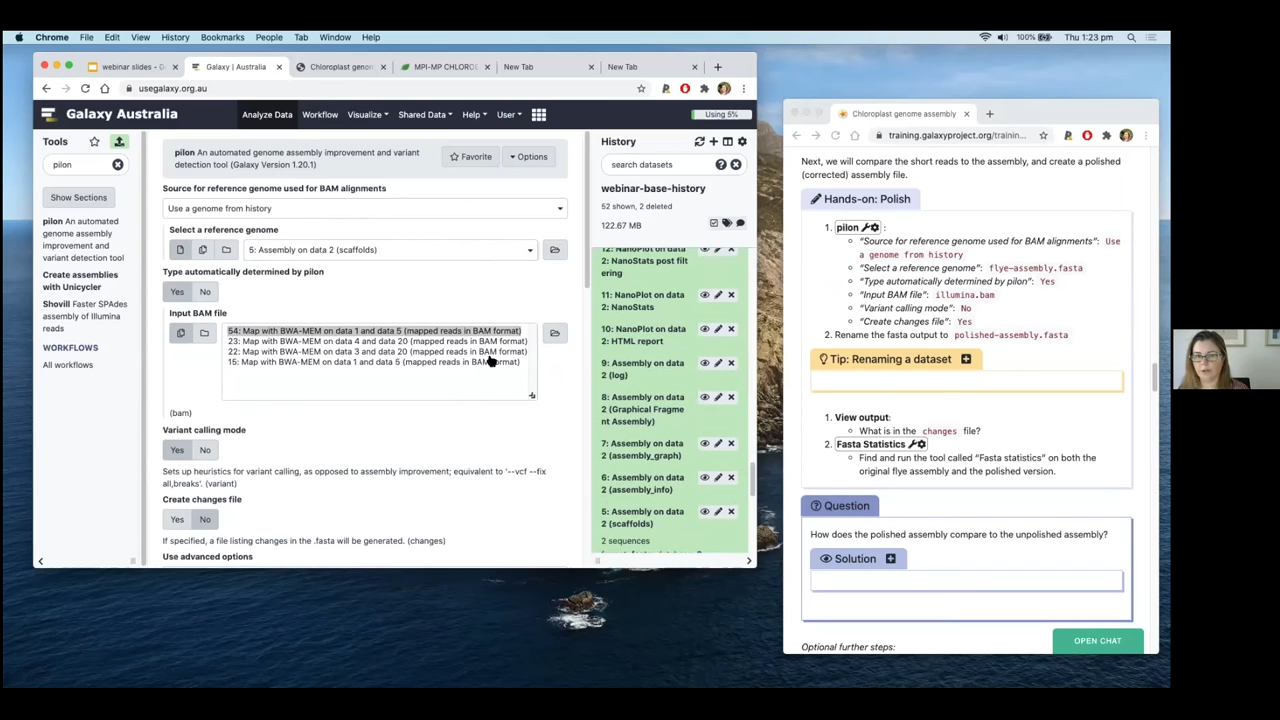 Chrome File Edit View History Bookmarks People Tab Window Help
100% Thu 1:23 pm
webinar slides - G
Galaxy | Australia
Chloroplast genom
MPI-MP CHLORO
New Tab
New Tab
usegalaxy.org.au
Galaxy Australia
Analyze Data Workflow Visualize Shared Data Help User
Using 5%
Tools
pilon
Show Sections
pilon An automated
genome assembly
improvement and
variant detection tool
Create assemblies
with Unicycler
Shovill Faster SPAdes
assembly of Illumina
reads
WORKFLOWS
All workflows
pilon An automated genome assembly improvement and variant
detection tool (Galaxy Version 1.20.1)
Favorite
Options
Source for reference genome used for BAM alignments
Use a genome from history
Select a reference genome
5: Assembly on data 2 (scaffolds)
Type automatically determined by pilon
Yes No
Input BAM file
54: Map with BWA-MEM on data 1 and data 5 (mapped reads in BAM format)
23: Map with BWA-MEM on data 4 and data 20 (mapped reads in BAM format)
22: Map with BWA-MEM on data 3 and data 20 (mapped reads in BAM format)
15: Map with BWA-MEM on data 1 and data 5 (mapped reads in BAM format)
(bam)
Variant calling mode
Yes No
Sets up heuristics for variant calling, as opposed to assembly improvement; equivalent to '--vcf --fix
all,breaks'. (variant)
Create changes file
Yes No
If specified, a file listing changes in the .fasta will be generated. (changes)
Use advanced options
History
search datasets
webinar-base-history
52 shown, 2 deleted
122.67 MB
12: NanoPlot on data
2: NanoStats post filt
ering
11: NanoPlot on data
2: NanoStats
10: NanoPlot on data
2: HTML report
9: Assembly on data
2 (log)
8: Assembly on data
2 (Graphical Fragme
nt Assembly)
7: Assembly on data
2 (assembly_graph)
6: Assembly on data
2 (assembly_info)
5: Assembly on data
2 (scaffolds)
2 sequences
Chloroplast genome assembly
training.galaxyproject.org/trainin...
Next, we will compare the short reads to the assembly, and create a polished
(corrected) assembly file.
Hands-on: Polish
1. pilon :
"Source for reference genome used for BAM alignments": Use
a genome from history
"Select a reference genome": flye-assembly.fasta
"Type automatically determined by pilon": Yes
"Input BAM file": illumina.bam
"Variant calling mode": No
"Create changes file": Yes
2. Rename the fasta output to polished-assembly.fasta
Tip: Renaming a dataset
1. View output:
What is in the changes file?
2. Fasta Statistics
Find and run the tool called "Fasta statistics" on both the
original flye assembly and the polished version.
Question
How does the polished assembly compare to the unpolished assembly?
Solution
OPEN CHAT
Optional further steps: